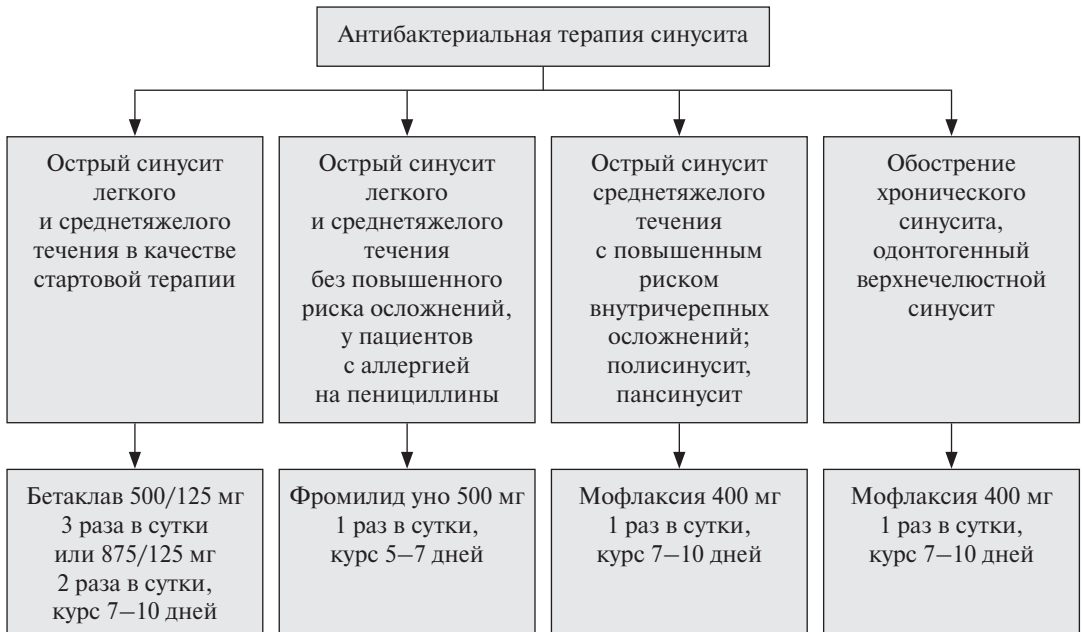 Антибактериальная терапия синусита
Острый синусит
легкого
и среднетяжелого
течения в качестве
стартовой терапии
Острый синусит
легкого
и среднетяжелого
течения
без повышенного
риска осложнений,
у пациентов
с аллергией
на пенициллины
Острый синусит
среднетяжелого
течения
с повышенным
риском
внутричерепных
осложнений;
полисинусит,
пансинусит
Обострение
хронического
синусита,
одонтогенный
верхнечелюстной
синусит
Бетаклав 500/125 мг
3 раза в сутки
или 875/125 мг
2 раза в сутки,
курс 7–10 дней
Фромилид уно 500 мг
1 раз в сутки,
курс 5–7 дней
Мофлаксия 400 мг
1 раз в сутки,
курс 7–10 дней
Мофлаксия 400 мг
1 раз в сутки,
курс 7–10 дней